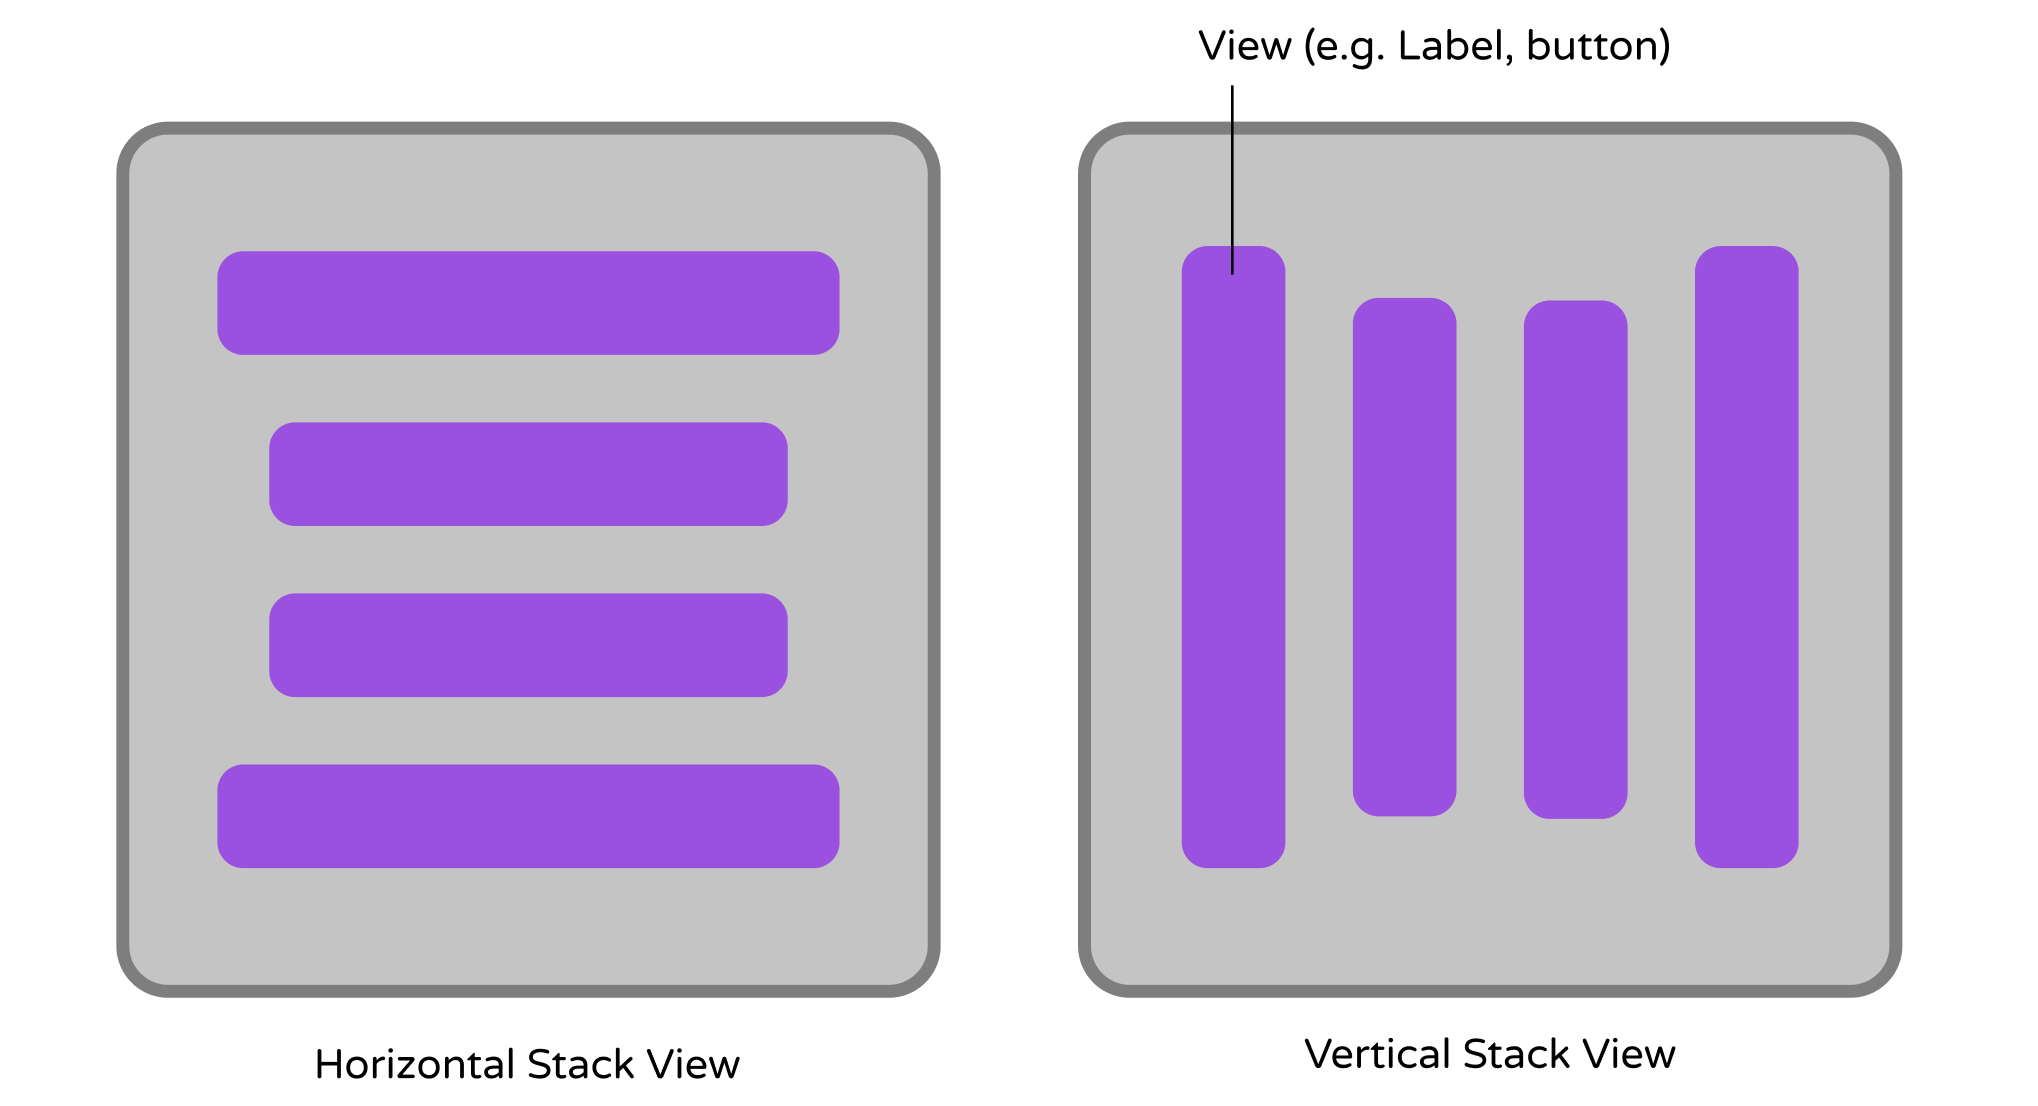 View (e.g. Label, button)
Horizontal Stack View
Vertical Stack View